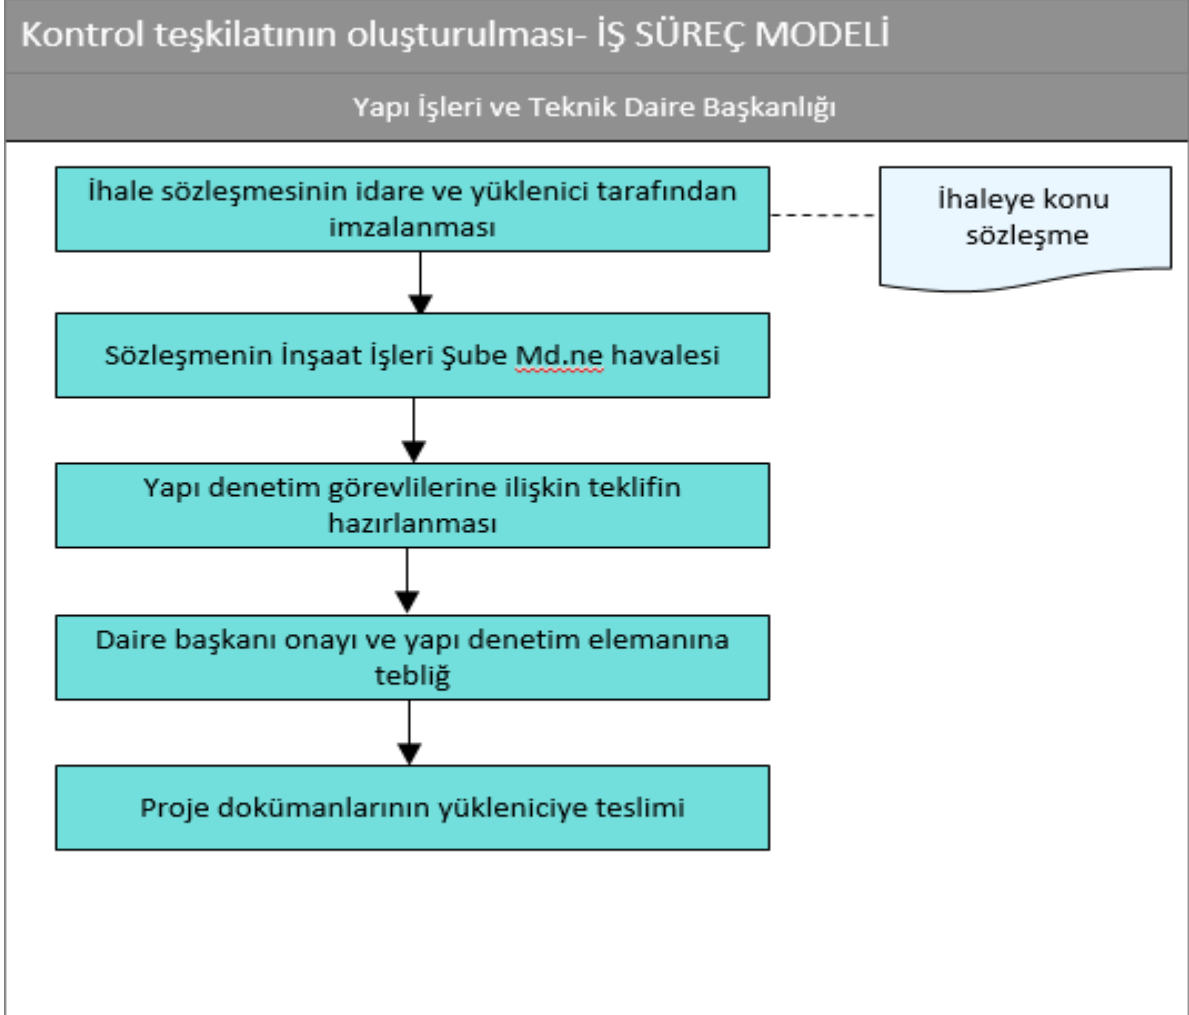 Kontrol teşkilatının oluşturulması- İŞ SÜREÇ MODELİ
Yapı İşleri ve Teknik Daire Başkanlığı
İhale sözleşmesinin idare ve yüklenici tarafından
imzalanması
İhaleye konu
sözleşme
Sözleşmenin İnşaat İşleri Şube Md.ne havalesi
Yapı denetim görevlilerine ilişkin teklifin
hazırlanması
Daire başkanı onayı ve yapı denetim elemanına
tebliğ
Proje dokümanlarının yükleniciye teslimi